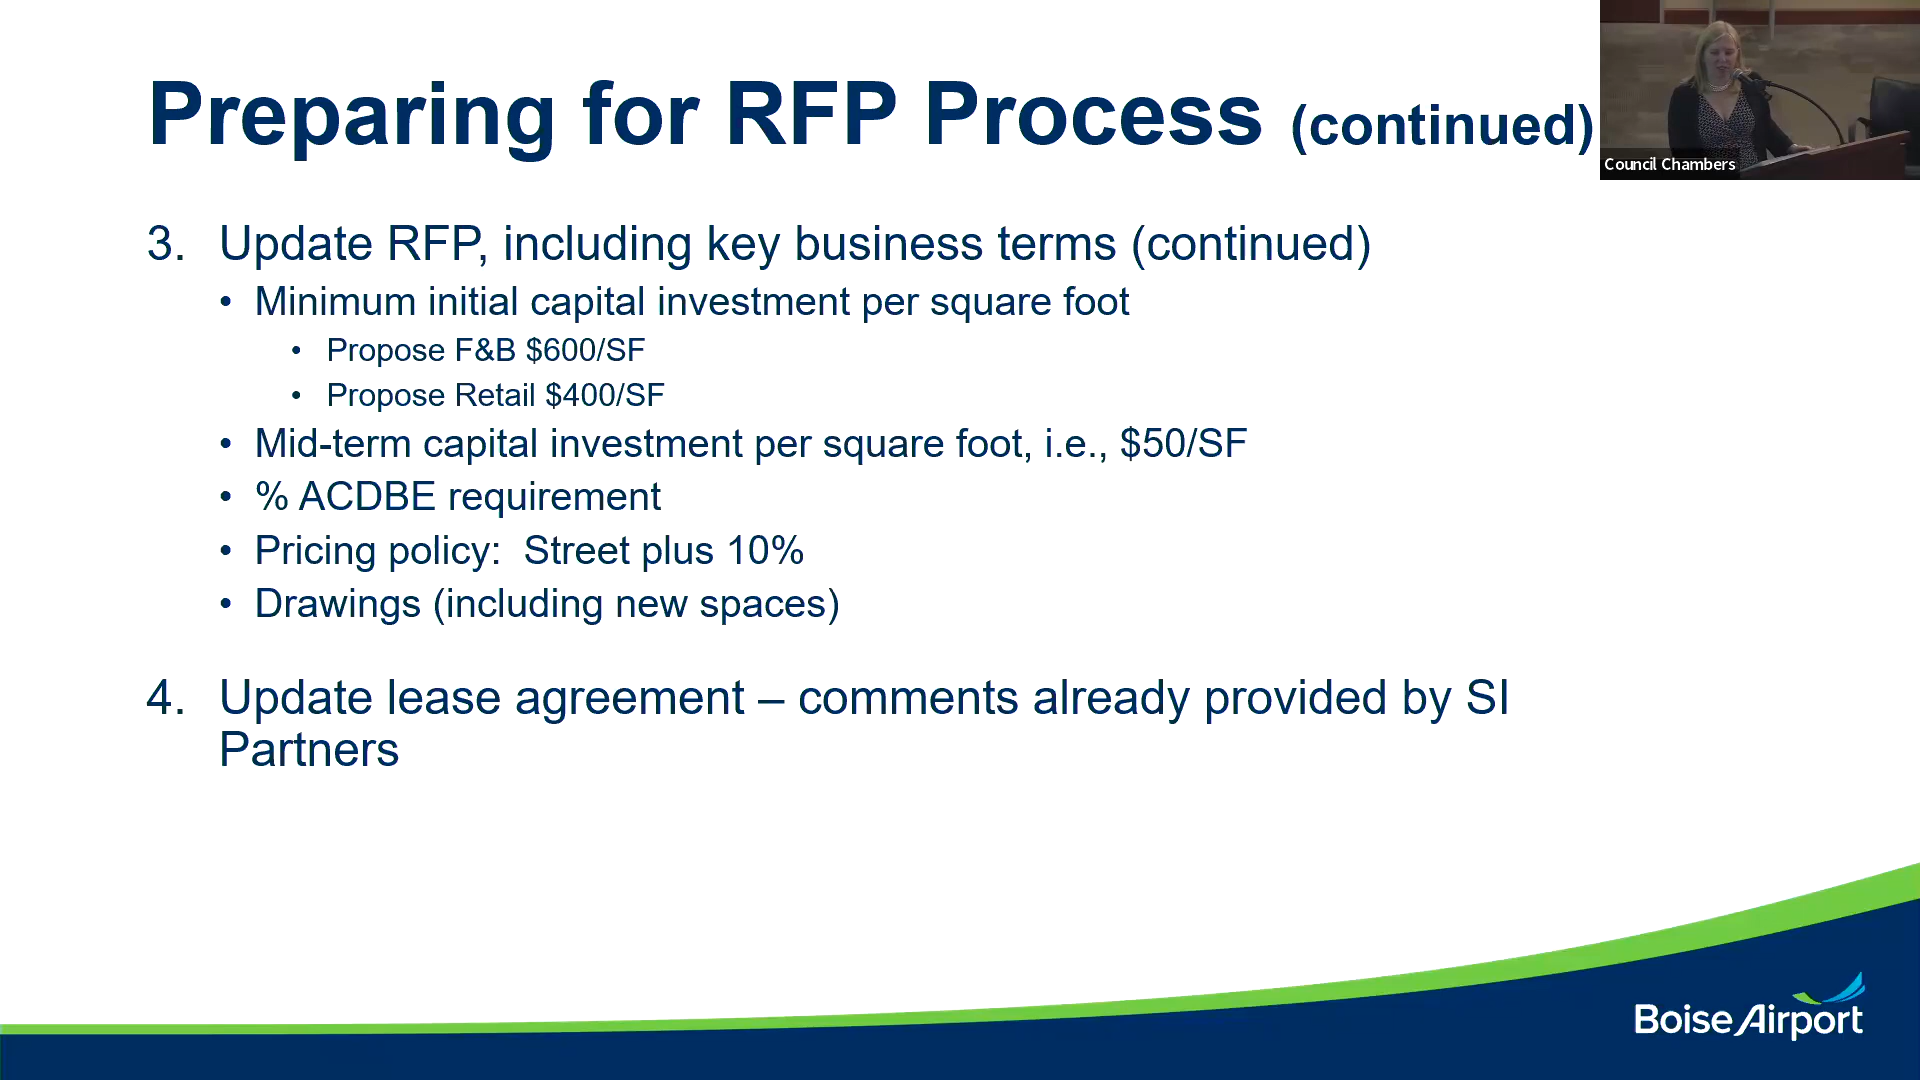 Preparing for RFP Process (continued)
Council Chambers
3. Update RFP, including key business terms (continued)
• Minimum initial capital investment per square foot
• Propose F&B $600/SF
• Propose Retail $400/SF
• Mid-term capital investment per square foot, i.e., $50/SF
• % ACDBE requirement
• Pricing policy:  Street plus 10%
• Drawings (including new spaces)
4. Update lease agreement – comments already provided by SI
Partners
Boise Airport